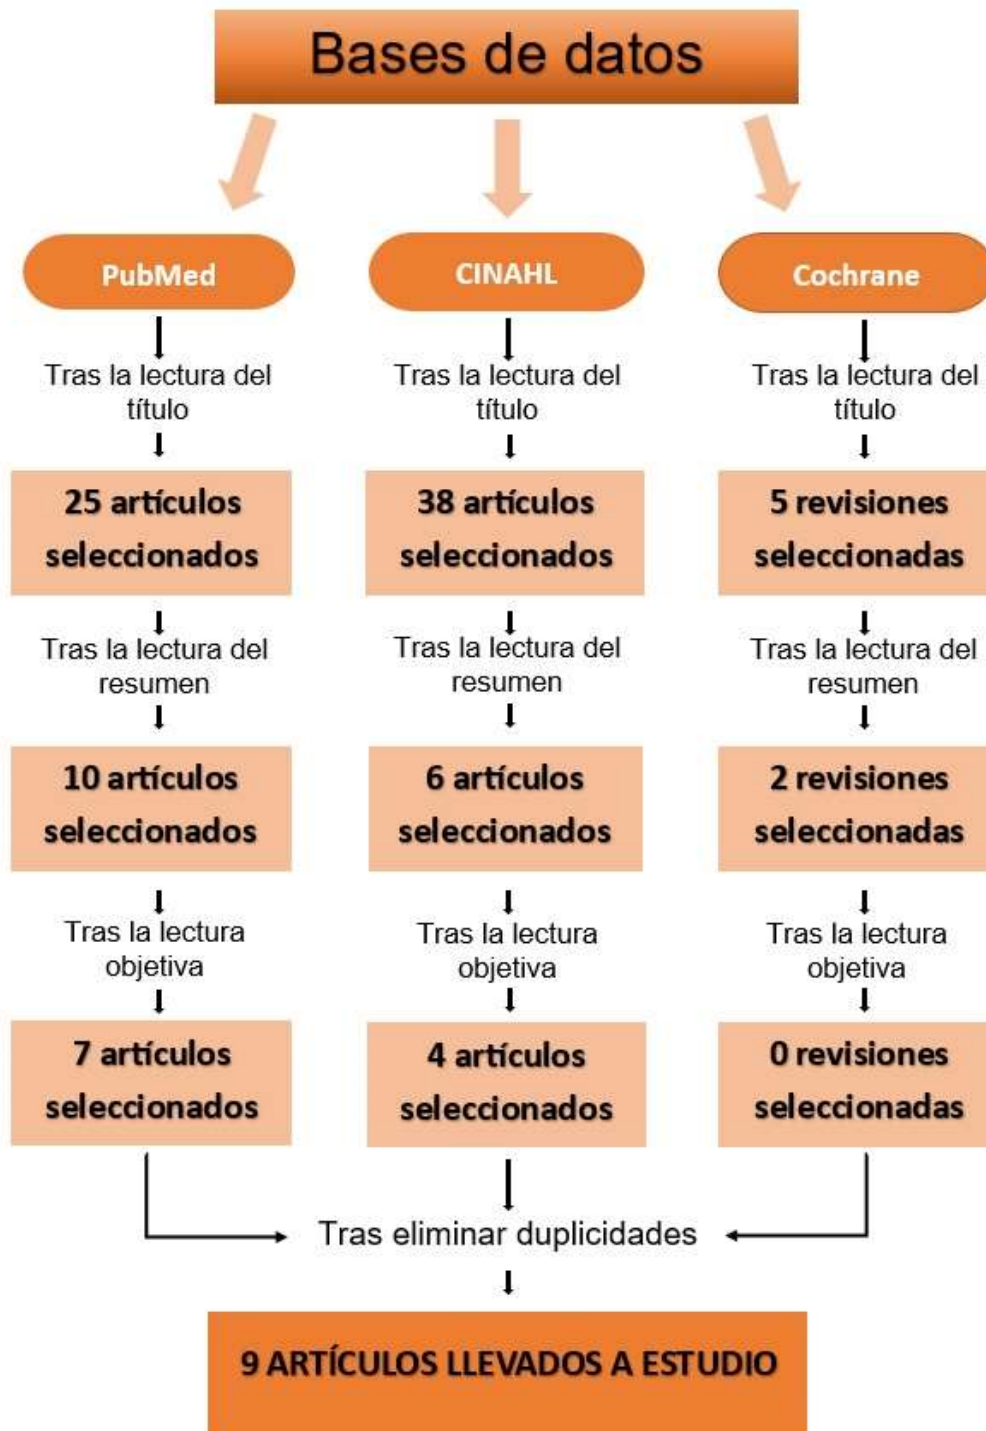 Bases de datos
PubMed
CINAHL
Cochrane
Tras la lectura del
título
Tras la lectura del
título
Tras la lectura del
título
25 artículos
seleccionados
38 artículos
seleccionados
5 revisiones
seleccionadas
Tras la lectura del
resumen
Tras la lectura del
resumen
Tras la lectura del
resumen
10 artículos
seleccionados
6 artículos
seleccionados
2 revisiones
seleccionadas
Tras la lectura
objetiva
Tras la lectura
objetiva
Tras la lectura
objetiva
7 artículos
seleccionados
4 artículos
seleccionados
0 revisiones
seleccionadas
Tras eliminar duplicidades
9 ARTÍCULOS LLEVADOS A ESTUDIO